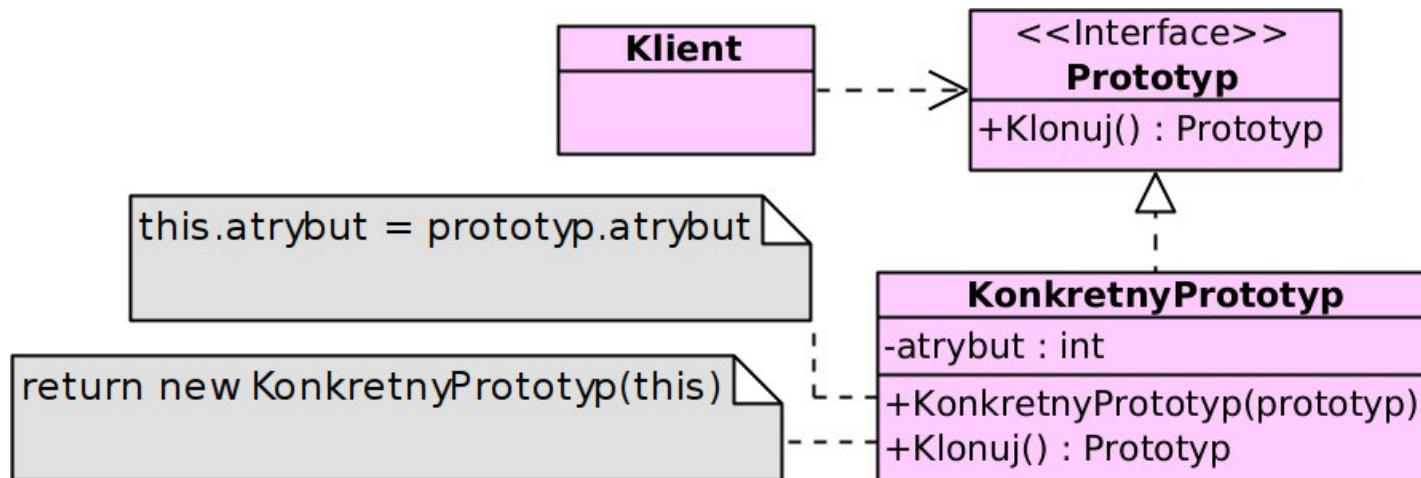 Klient
<<Interface>>
Prototyp
+Klonuj() : Prototyp
this.atrybut = prototyp.atrybut
return new KonkretnyPrototyp(this)
KonkretnyPrototyp
-atrybut : int
+KonkretnyPrototyp(prototyp)
+Klonuj() : Prototyp